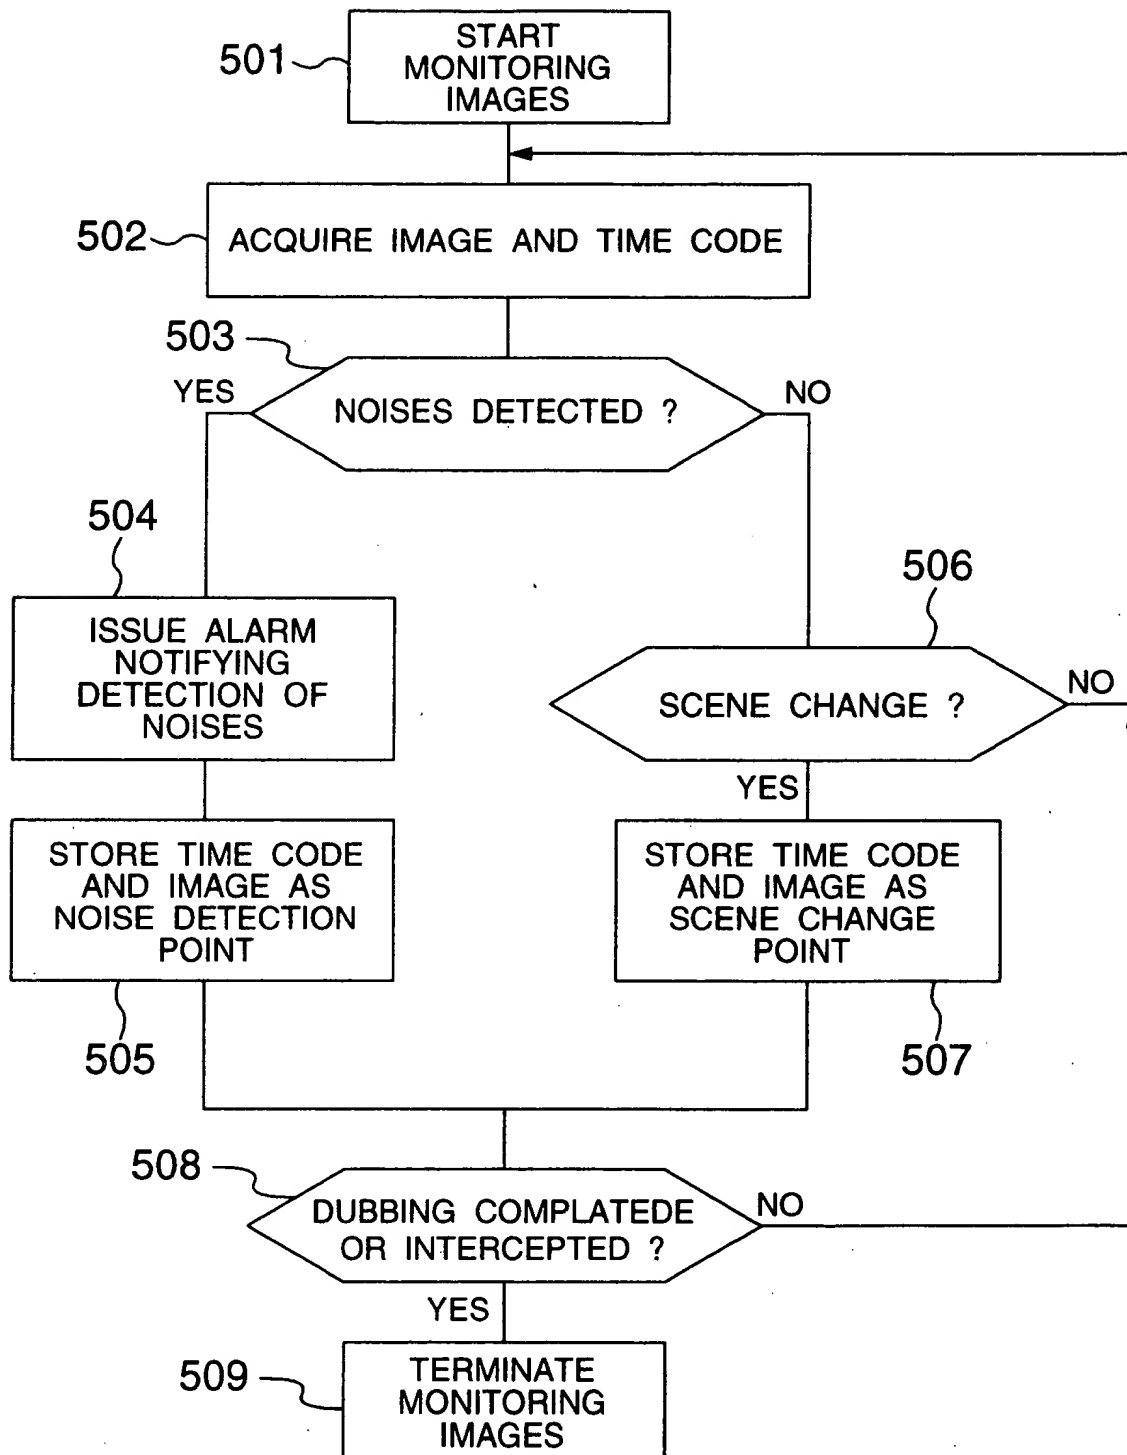 501
START
MONITORING
IMAGES
502
ACQUIRE IMAGE AND TIME CODE
503
YES
NOISES DETECTED ?
NO
504
ISSUE ALARM
NOTIFYING
DETECTION OF
NOISES
506
SCENE CHANGE ?
NO
YES
STORE TIME CODE
AND IMAGE AS
NOISE DETECTION
POINT
505
STORE TIME CODE
AND IMAGE AS
SCENE CHANGE
POINT
507
508
DUBBING COMPLATEDE
OR INTERCEPTED ?
NO
YES
509
TERMINATE
MONITORING
IMAGES